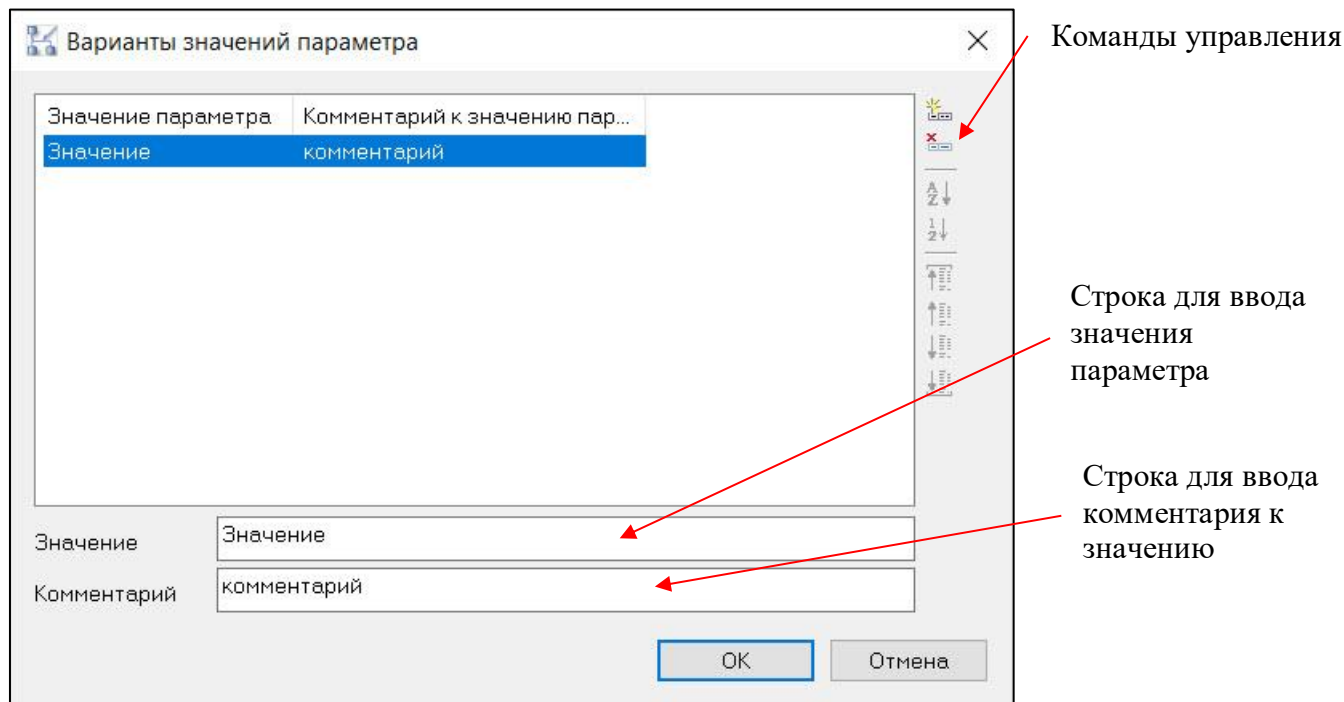 Варианты значений параметра
Команды управления
Значение параметра Комментарий к значению пар...
Значение комментарий
Строка для ввода
значения
параметра
Строка для ввода
комментария к
значению
Значение Значение
Комментарий комментарий
OK Отмена